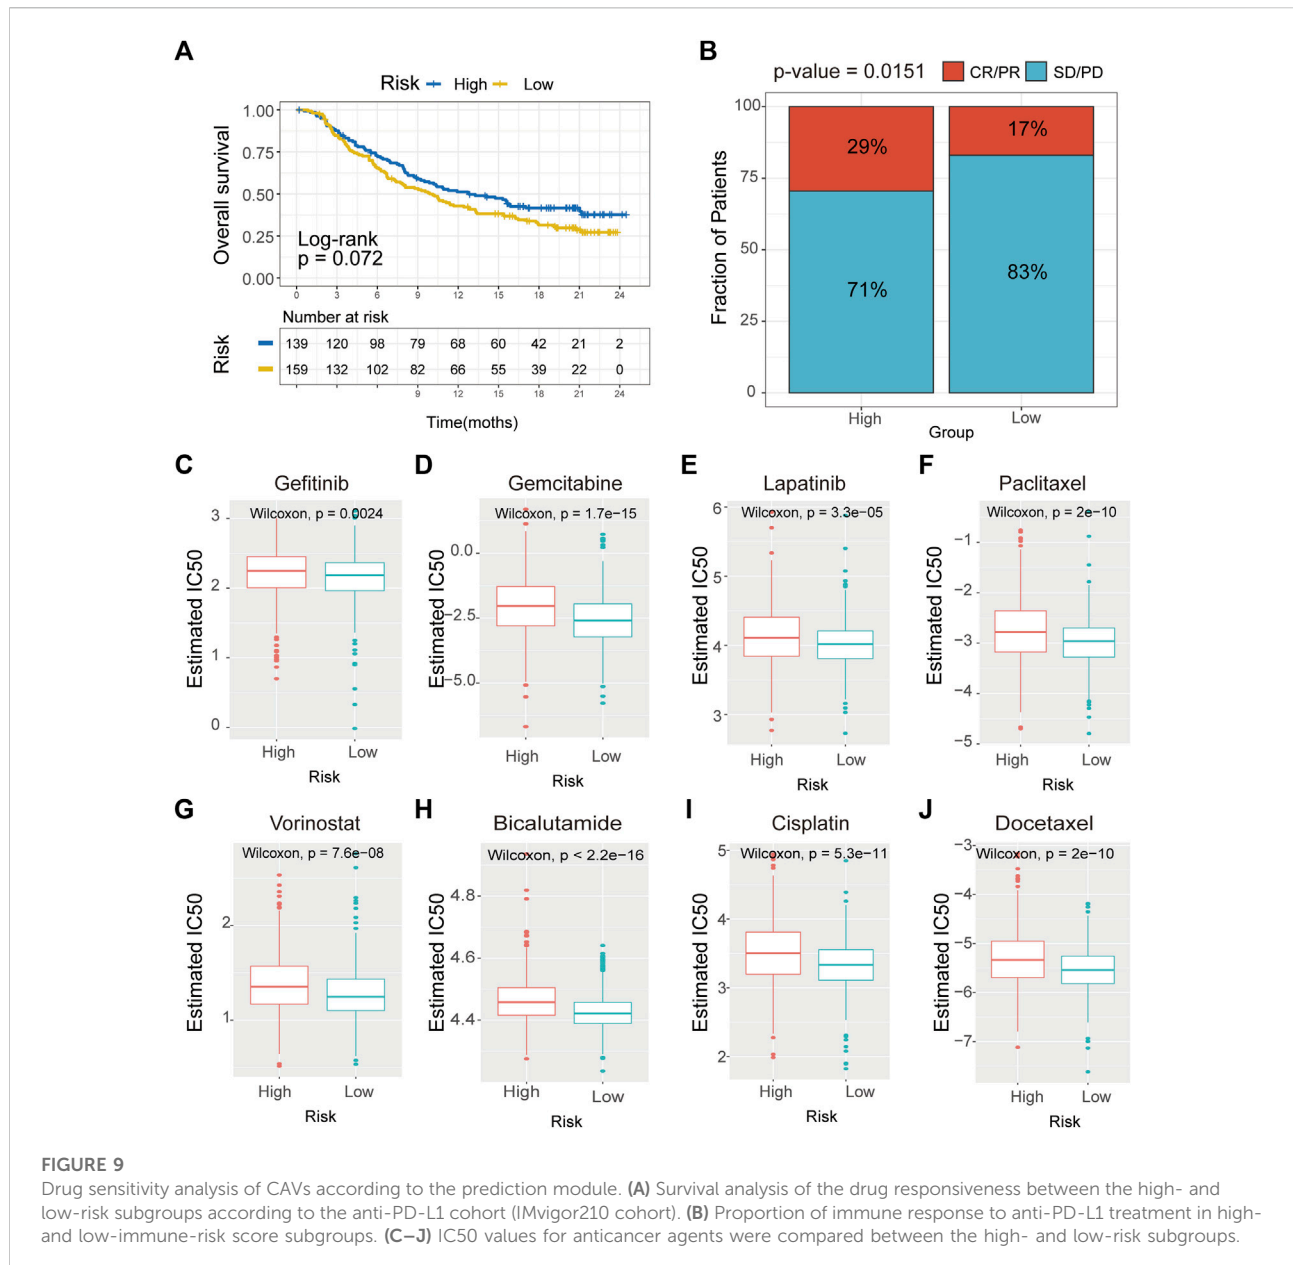 A
Risk High Low
Overall survival
1.00
0.75
0.50
0.25
0.00
Log-rank
p = 0.072
0 3 6 9 12 15 18 21 24
Number at risk
Risk
139 120 98 79 68 60 42 21 2
159 132 102 82 66 55 39 22 0
9 12 15 18 21 24
Time(moths)
B
p-value = 0.0151 CR/PR SD/PD
Fraction of Patients
100
75
50
25
0
29%
71%
17%
83%
High Low
Group
C
Gefitinib
Wilcoxon, p = 0.0024
Estimated IC50
3
2
1
0
High Low
Risk
D
Gemcitabine
Wilcoxon, p = 1.7e−15
Estimated IC50
0.0
−2.5
−5.0
High Low
Risk
E
Lapatinib
Wilcoxon, p = 3.3e−05
Estimated IC50
6
5
4
3
High Low
Risk
F
Paclitaxel
Wilcoxon, p = 2e−10
Estimated IC50
−1
−2
−3
−4
−5
High Low
Risk
G
Vorinostat
Wilcoxon, p = 7.6e−08
Estimated IC50
2
1
High Low
Risk
H
Bicalutamide
Wilcoxon, p < 2.2e−16
Estimated IC50
4.8
4.6
4.4
High Low
Risk
I
Cisplatin
Wilcoxon, p = 5.3e−11
Estimated IC50
5
4
3
2
High Low
Risk
J
Docetaxel
Wilcoxon, p = 2e−10
Estimated IC50
−3
−4
−5
−6
−7
High Low
Risk
FIGURE 9
Drug sensitivity analysis of CAVs according to the prediction module. (A) Survival analysis of the drug responsiveness between the high- and
low-risk subgroups according to the anti-PD-L1 cohort (IMvigor210 cohort). (B) Proportion of immune response to anti-PD-L1 treatment in high-
and low-immune-risk score subgroups. (C–J) IC50 values for anticancer agents were compared between the high- and low-risk subgroups.